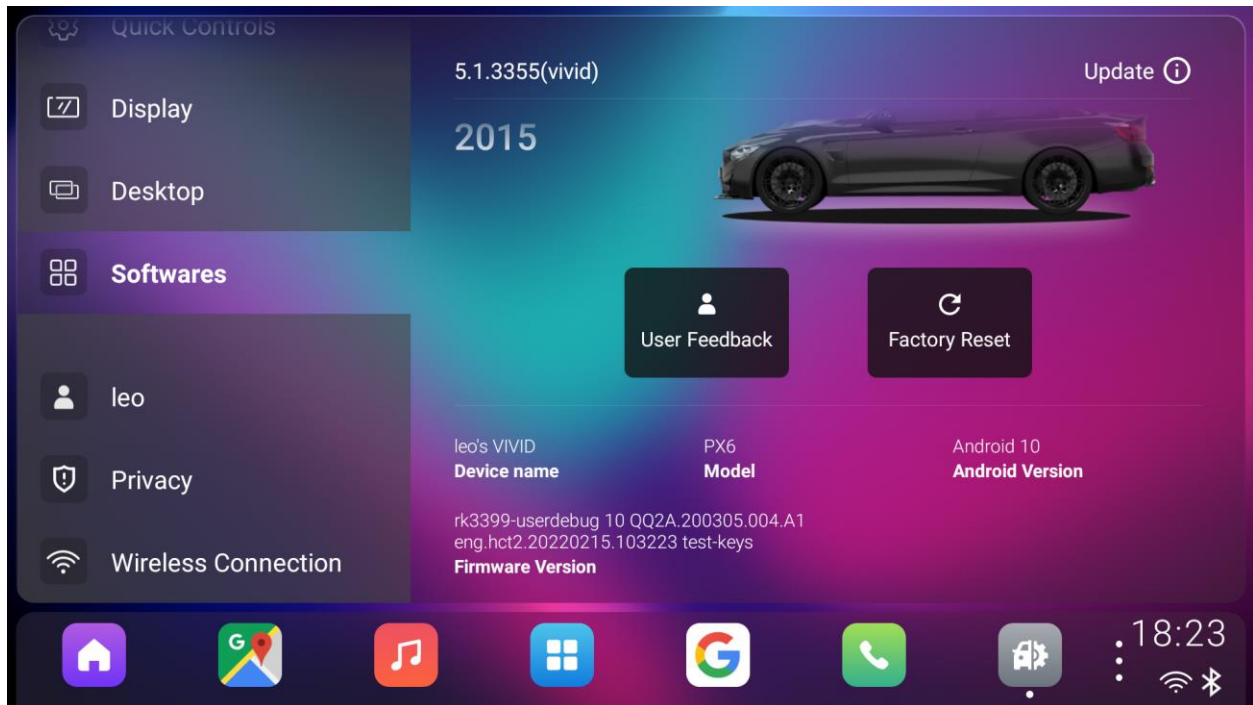 Quick Controls
Display
Desktop
Softwares
leo
Privacy
Wireless Connection
5.1.3355(vivid)
Update
2015
User Feedback
Factory Reset
leo's VIVID
Device name
PX6
Model
Android 10
Android Version
rk3399-userdebug 10 QQ2A.200305.004.A1
eng.hct2.20220215.103223 test-keys
Firmware Version
G
G
18:23